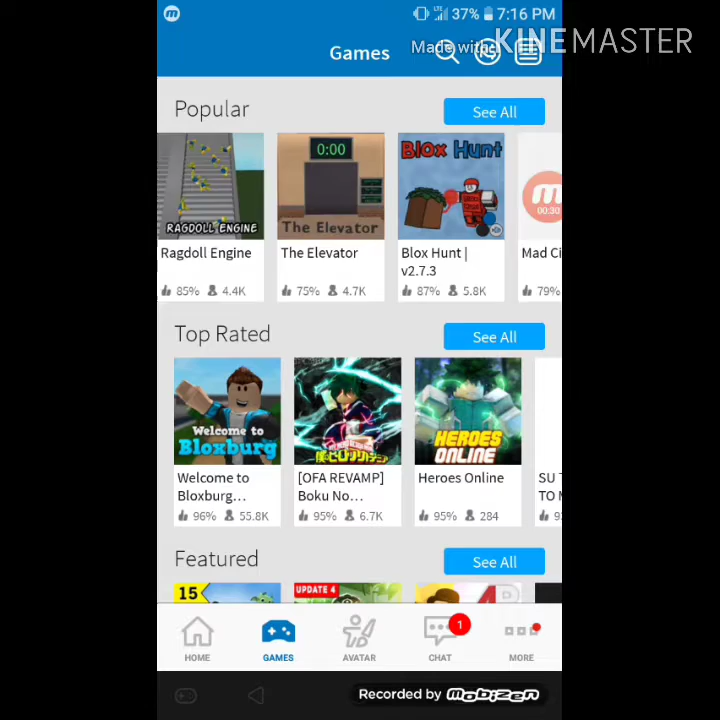 37% 7:16 PM
LTE
Games
Made with
KINEMASTER
Popular
See All
0:00
RAGDOLL ENGINE
The Elevator
Blox Hunt
00:30
Ragdoll Engine
The Elevator
Blox Hunt |
v2.7.3
Mad Ci
85% 4.4K
75% 4.7K
87% 5.8K
79%
Top Rated
See All
Welcome to
Bloxburg
HEROES
ONLINE
Welcome to
Bloxburg...
[OFA REVAMP]
Boku No...
Heroes Online
SU T
TO M
96% 55.8K
95% 6.7K
95% 284
Featured
See All
15
UPDATE 4
1
HOME
GAMES
AVATAR
CHAT
MORE
Recorded by mobizen